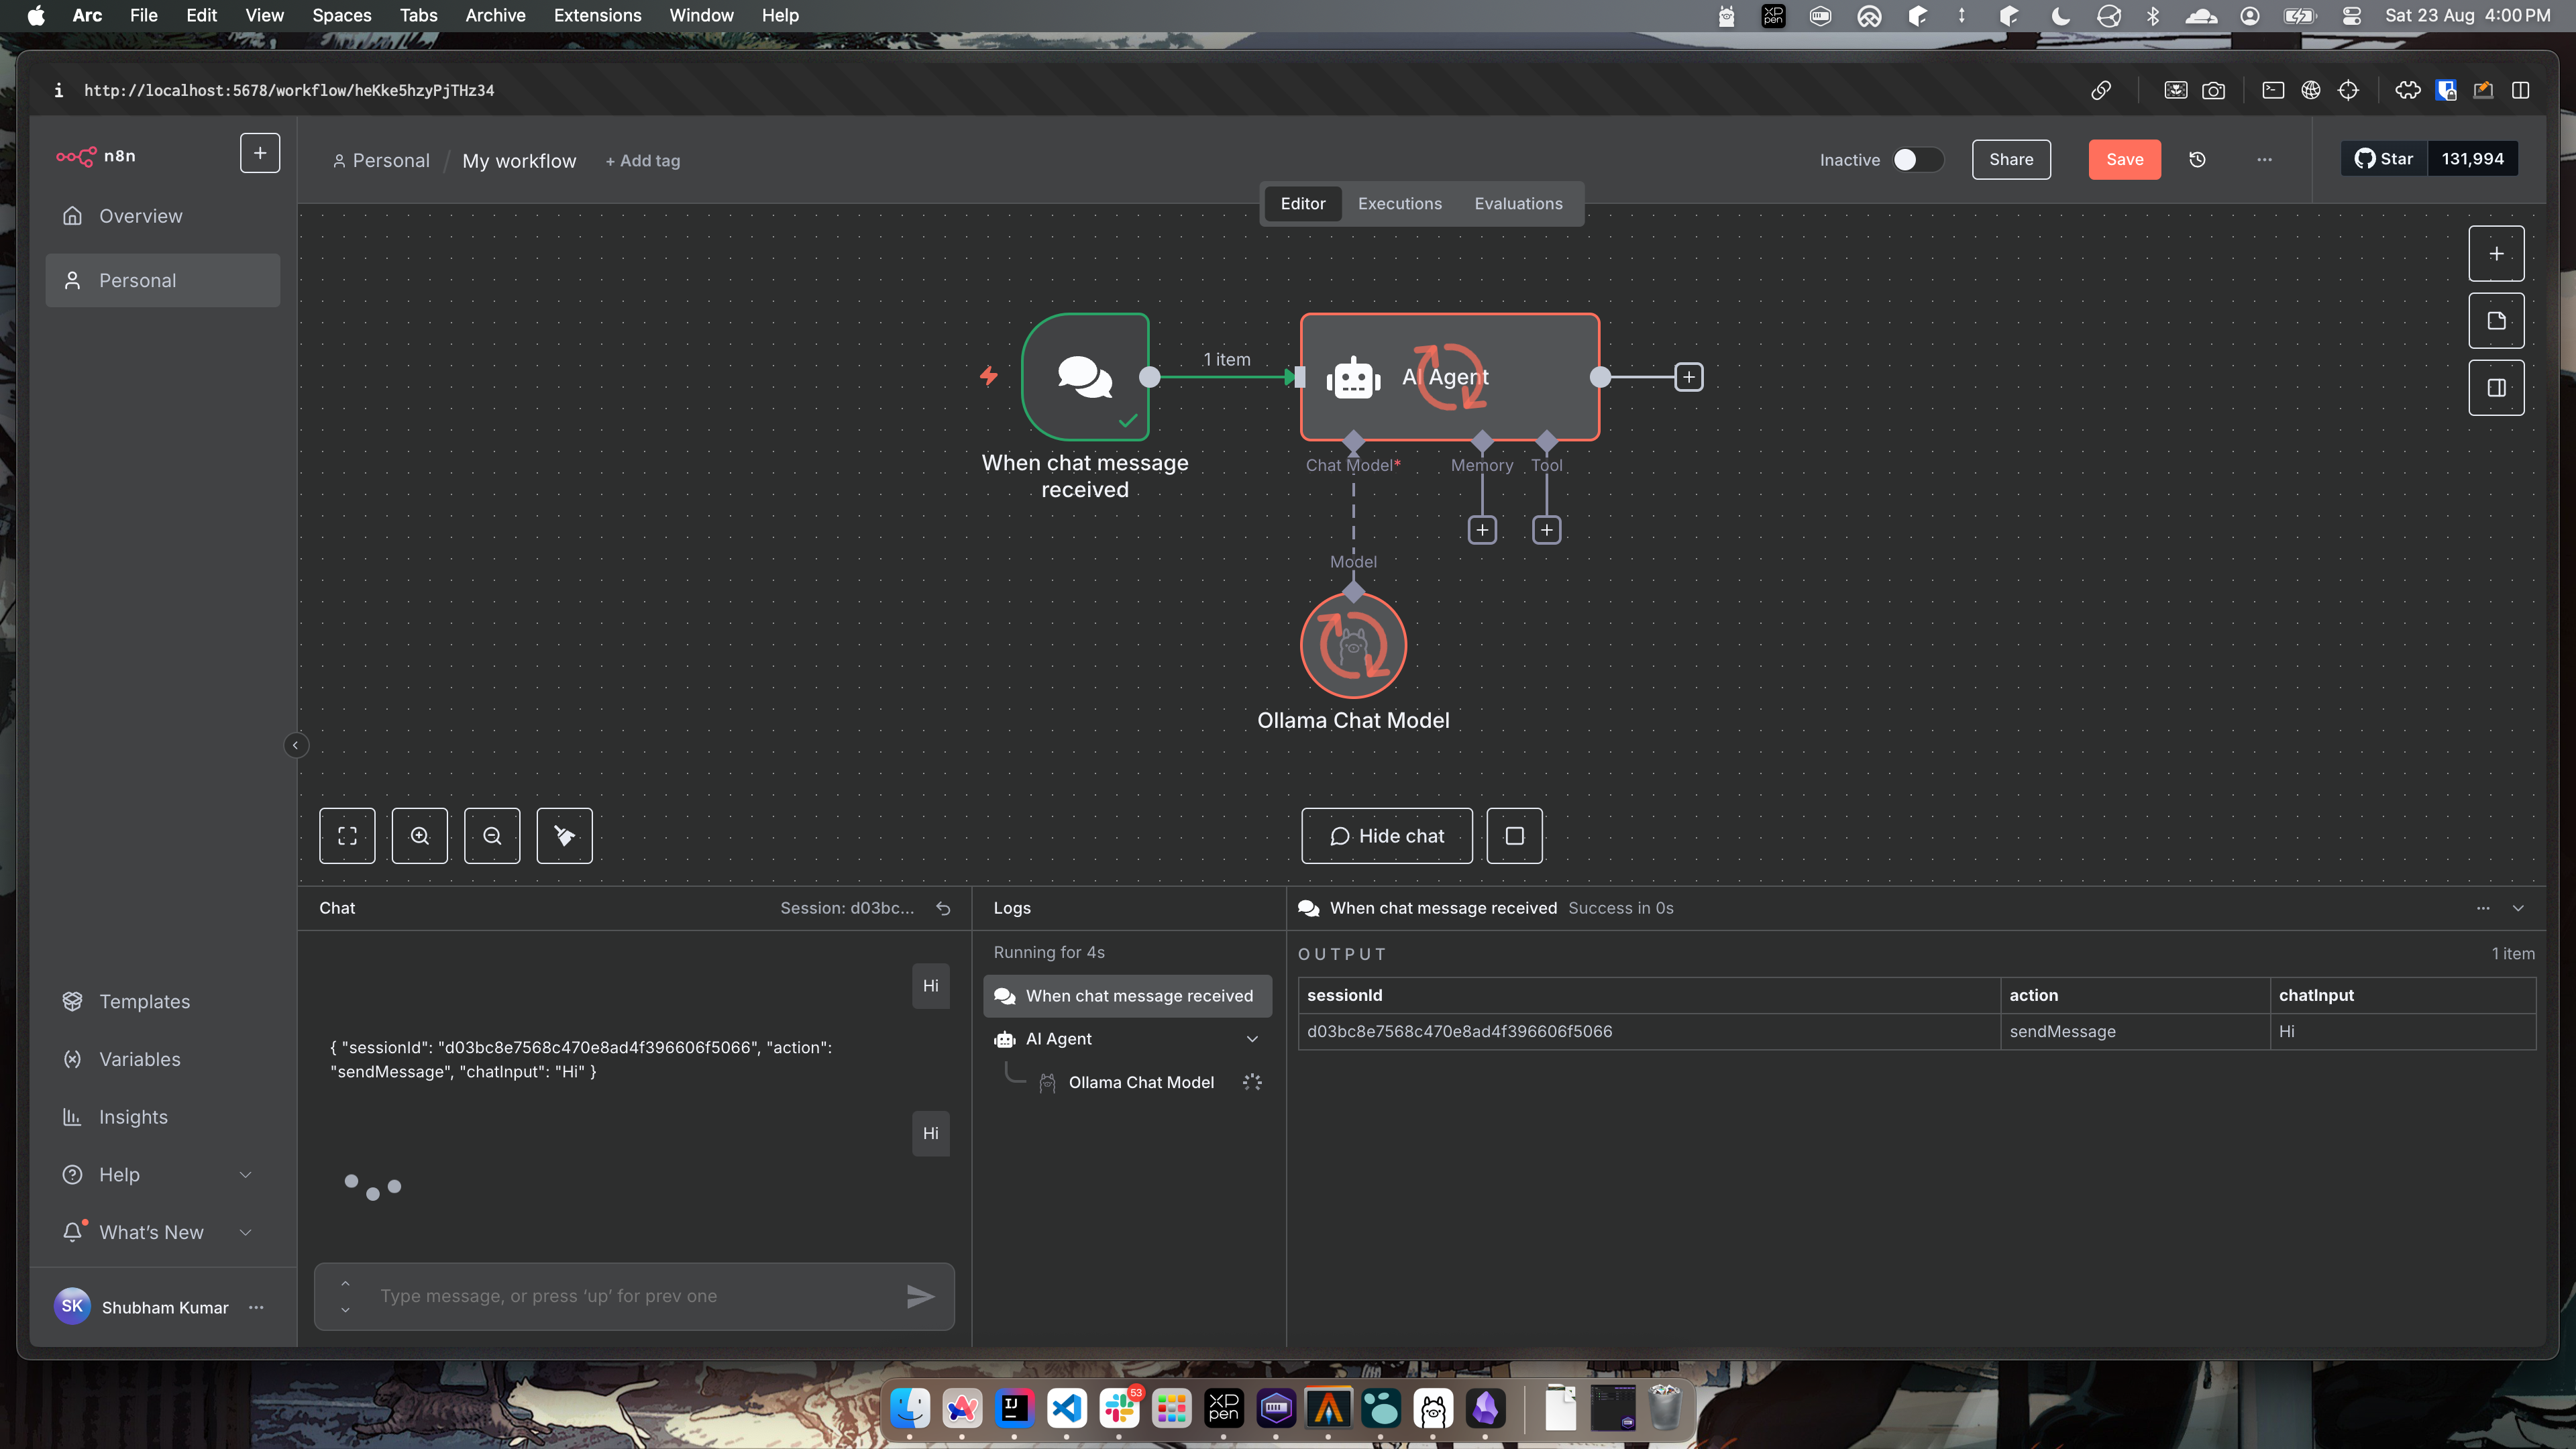 Arc File Edit View Spaces Tabs Archive Extensions Window Help
XP pen
Sat 23 Aug 4:00 PM
i http://localhost:5678/workflow/heKke5hzyPjTHz34
n8n
Personal / My workflow + Add tag
Inactive
Share
Save
Star 131,994
Editor Executions Evaluations
Overview
Personal
1 item
AI Agent
When chat message
received
Chat Model*
Memory
Tool
Model
Ollama Chat Model
Hide chat
Chat
Session: d03bc...
Logs
When chat message received Success in 0s
Running for 4s
OUTPUT
1 item
Hi
When chat message received
sessionId
action
chatInput
{ "sessionId": "d03bc8e7568c470e8ad4f396606f5066", "action":
"sendMessage", "chatInput": "Hi" }
AI Agent
d03bc8e7568c470e8ad4f396606f5066
sendMessage
Hi
Ollama Chat Model
Hi
Templates
Variables
Insights
Help
What's New
Type message, or press ‘up’ for prev one
SK Shubham Kumar
IJ
53
XP
pen